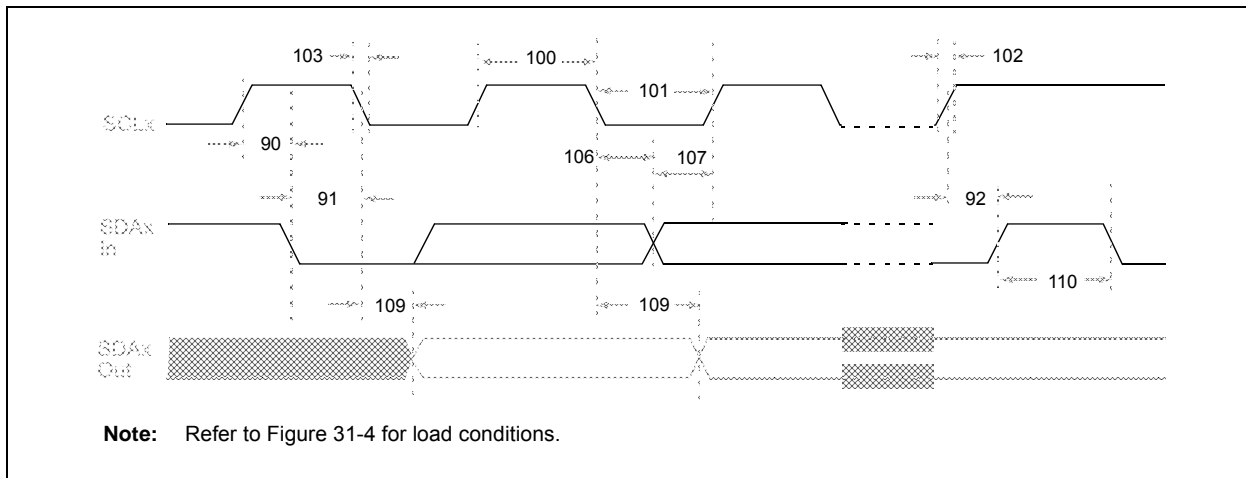 103 100 102
101
SCLx
90 106 107
91 92
SDAx
In
110
109 109
SDAx
Out
Note: Refer to Figure 31-4 for load conditions.